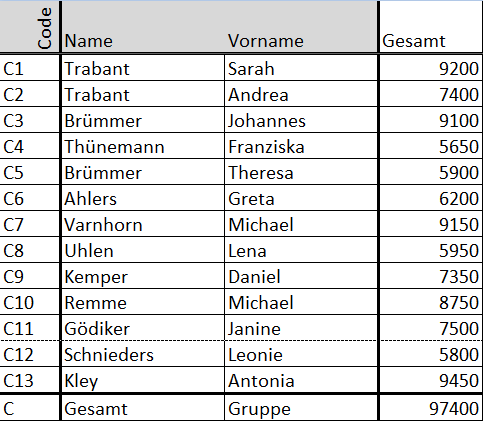 Code Name Vorname Gesamt
C1 Trabant Sarah 9200
C2 Trabant Andrea 7400
C3 Brümmer Johannes 9100
C4 Thünemann Franziska 5650
C5 Brümmer Theresa 5900
C6 Ahlers Greta 6200
C7 Varnhorn Michael 9150
C8 Uhlen Lena 5950
C9 Kemper Daniel 7350
C10 Remme Michael 8750
C11 Gödiker Janine 7500
C12 Schnieders Leonie 5800
C13 Kley Antonia 9450
C Gesamt Gruppe 97400